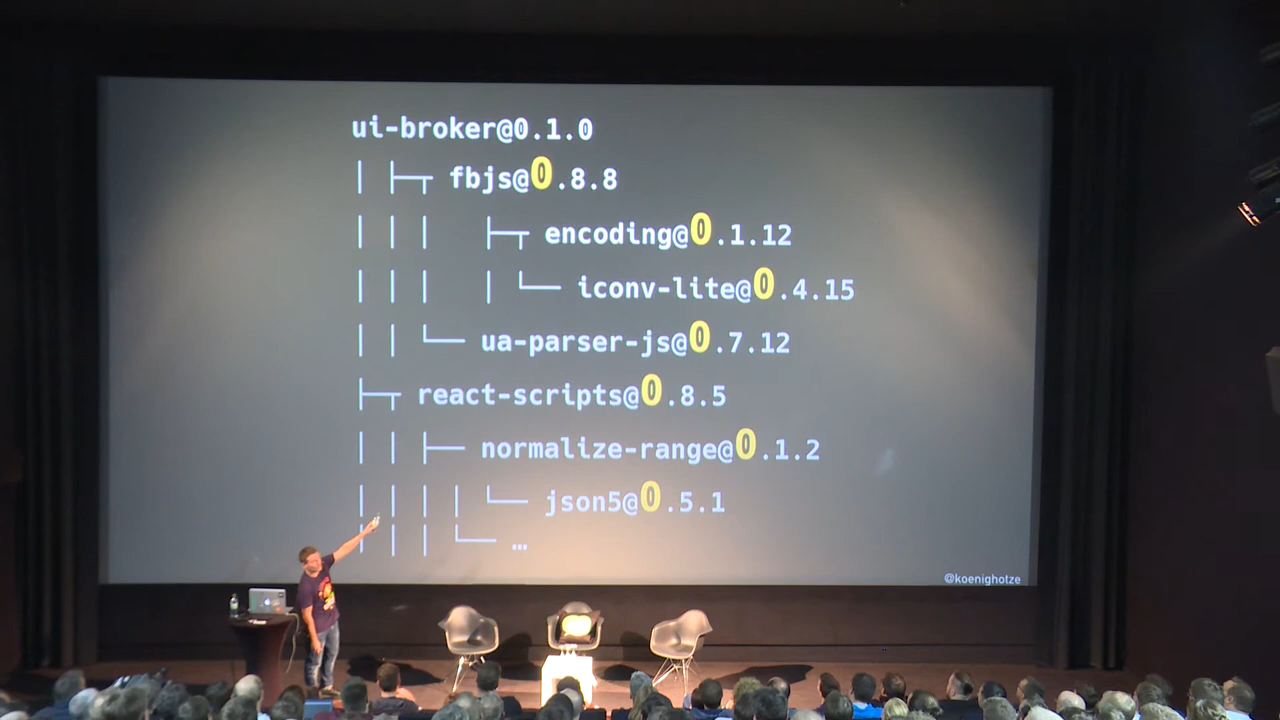 ui-broker@0.1.0
fbjs@0.8.8
encoding@0.1.12
iconv-lite@0.4.15
ua-parser-js@0.7.12
react-scripts@0.8.5
normalize-range@0.1.2
json5@0.5.1
…
@koenighotze